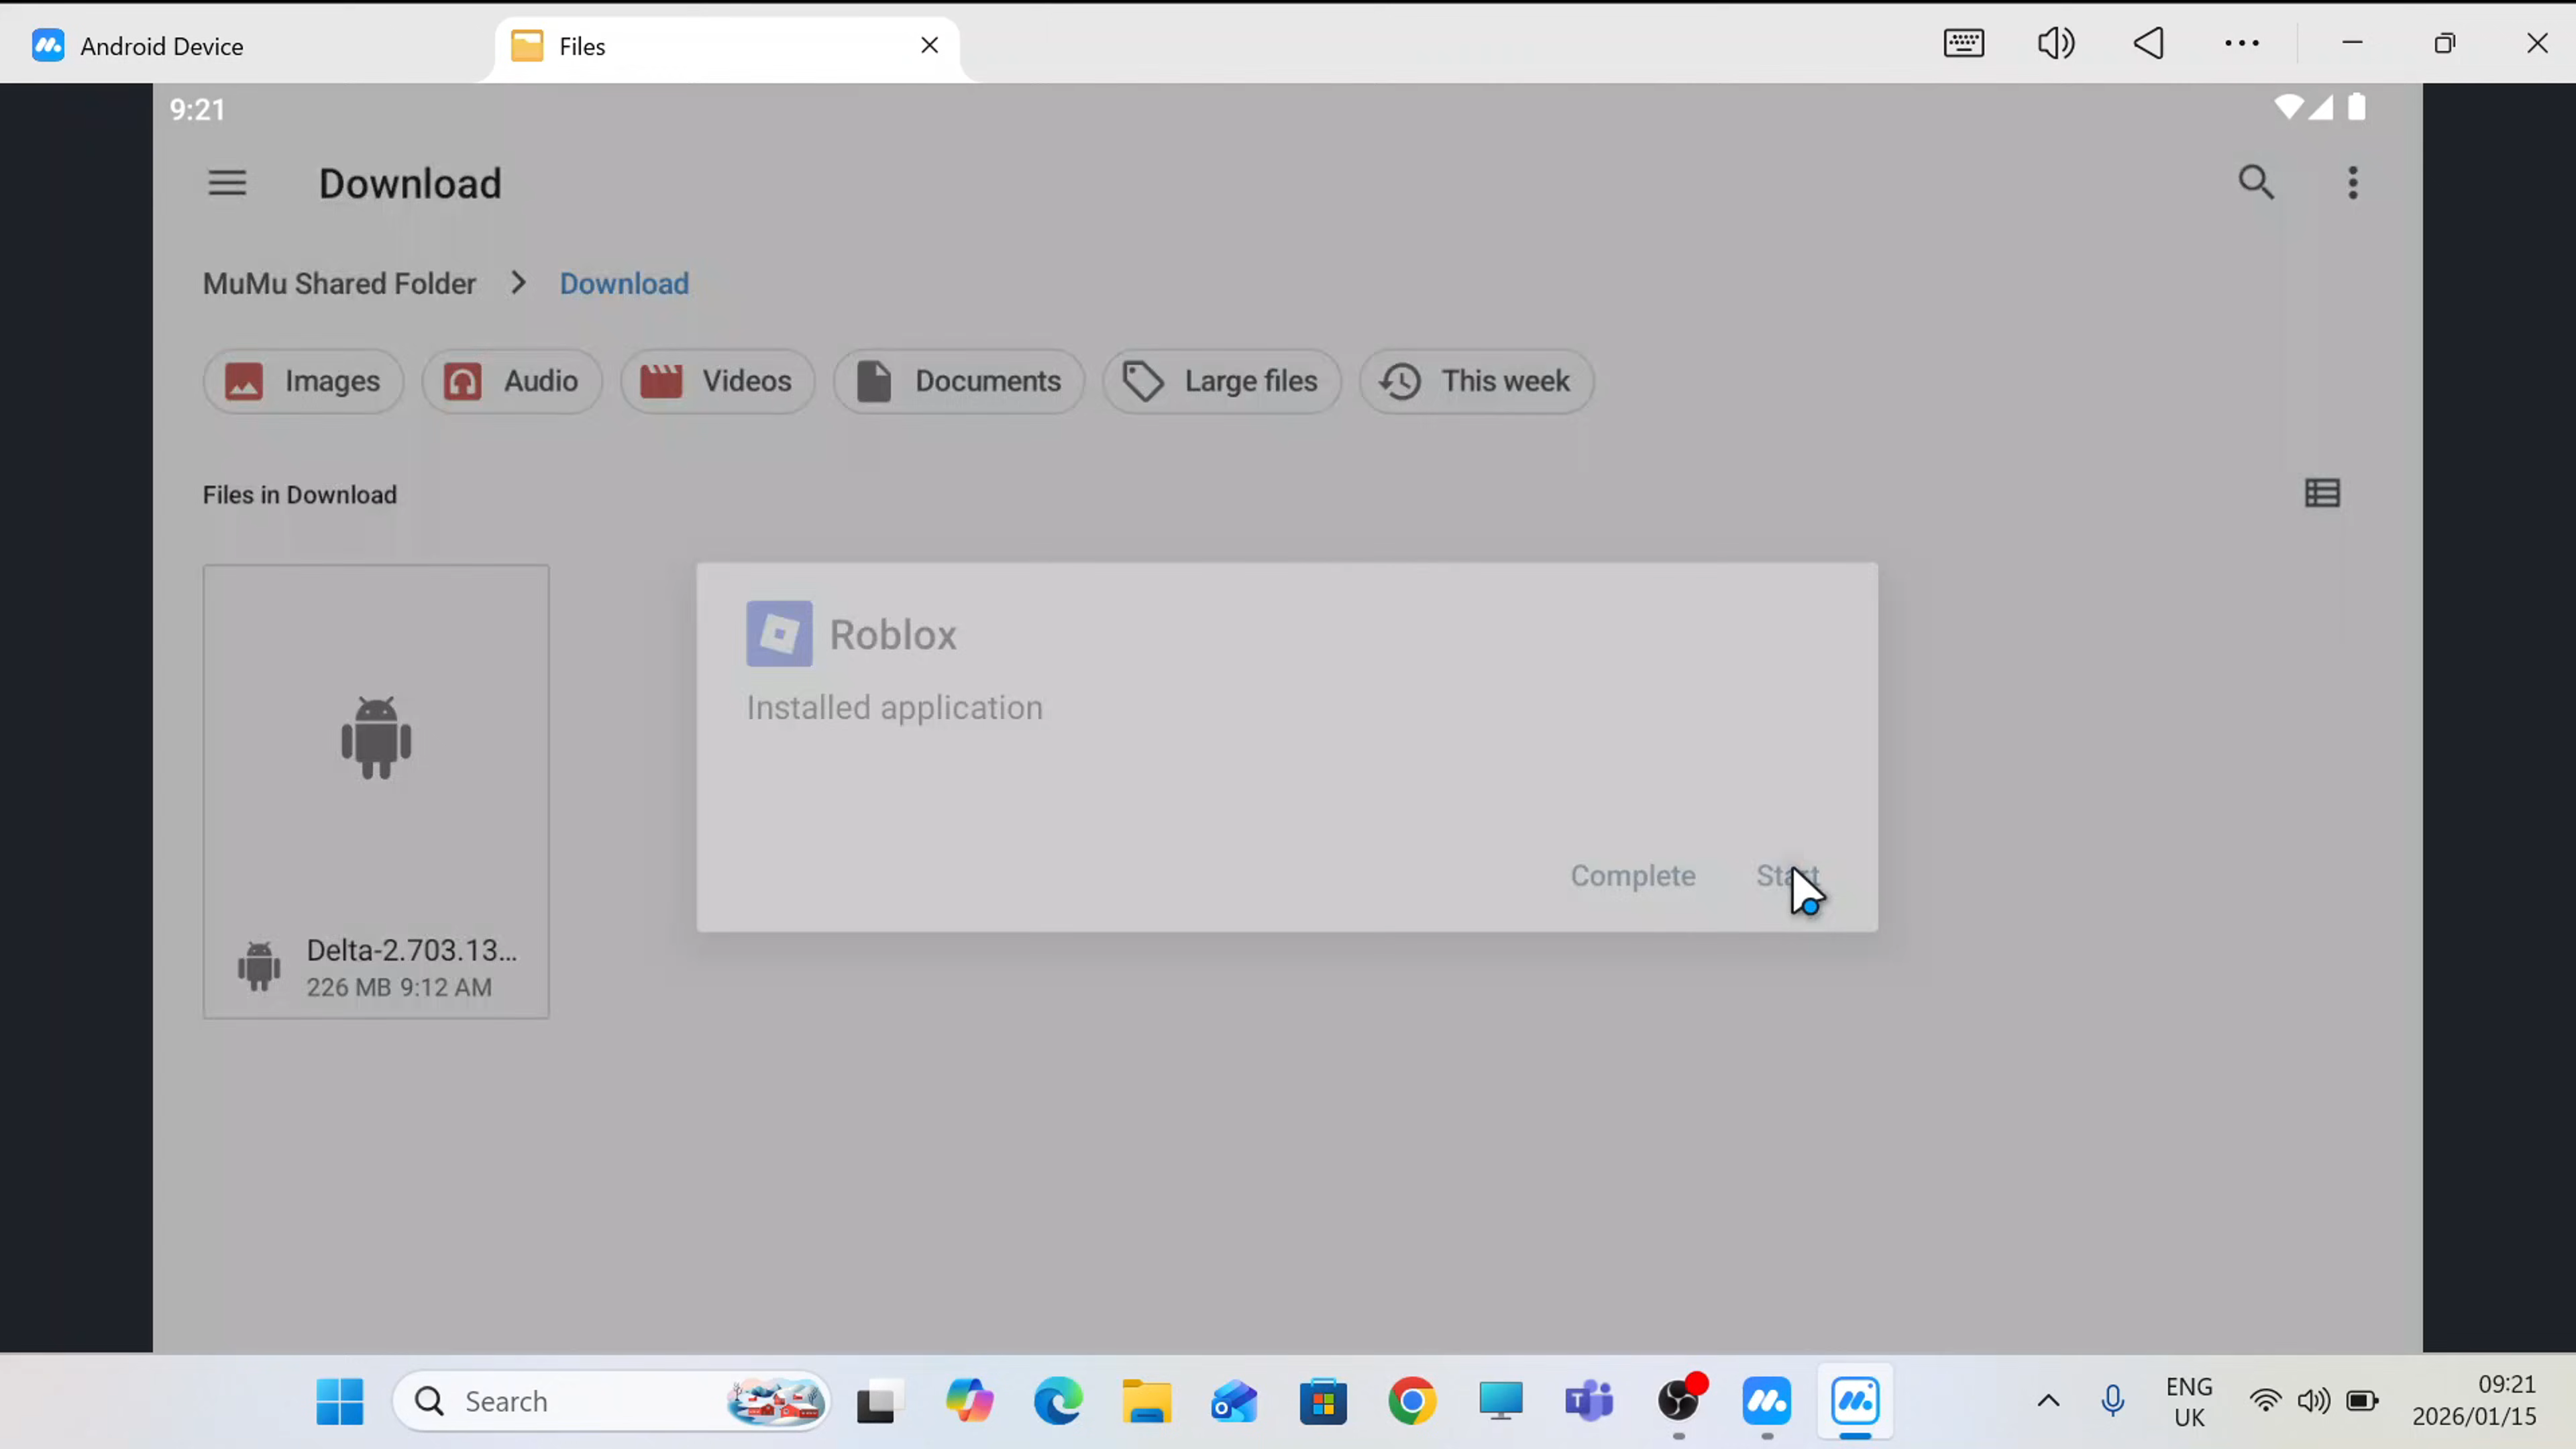 Android Device
Files
9:21
Download
MuMu Shared Folder
Download
Images
Audio
Videos
Documents
Large files
This week
Files in Download
Roblox
Installed application
Complete
Start
Delta-2.703.13...
226 MB 9:12 AM
Search
ENG
UK
09:21
2026/01/15